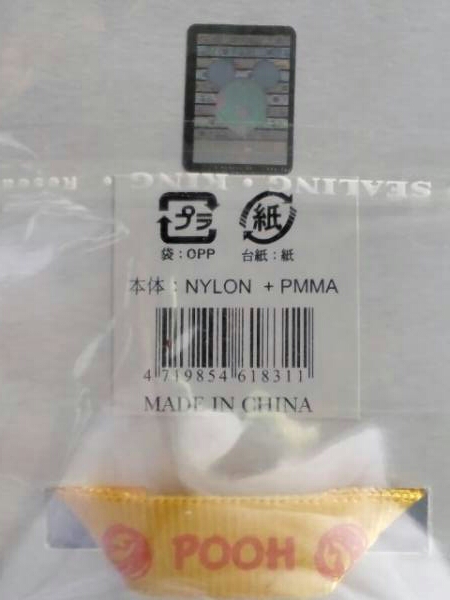 SEALING · KING ·
プラ
紙
袋:OPP
台紙:紙
本体:NYLON + PMMA
4 719854 618311
MADE IN CHINA
POOH